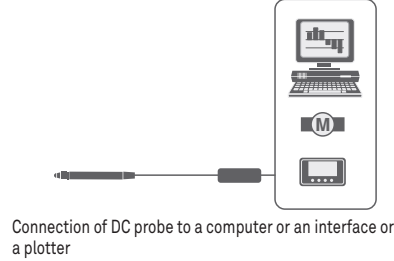 M
Connection of DC probe to a computer or an interface or
a plotter